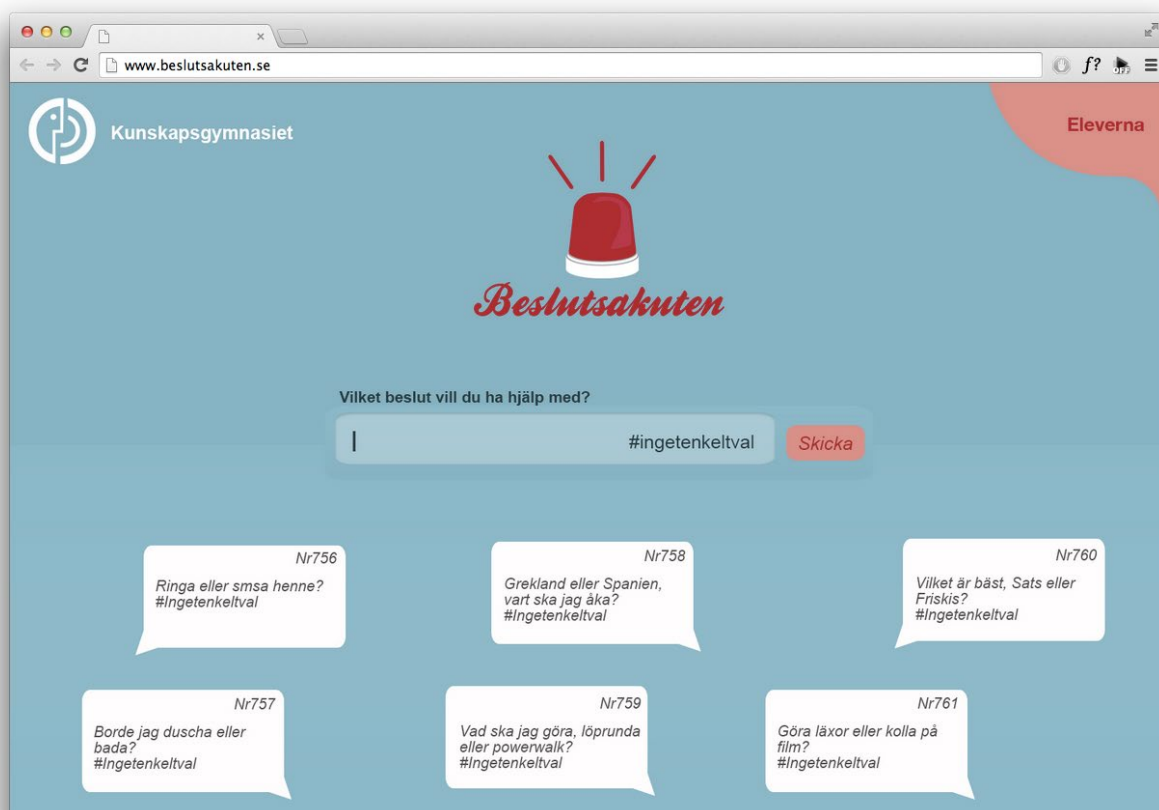 www.beslutsakuten.se
f?
OFF
Kunskapsgymnasiet
Eleverna
Beslutsakuten
Vilket beslut vill du ha hjälp med?
#ingetenkeltval
Skicka
Nr756
Ringa eller smsa henne?
#Ingetenkeltval
Nr758
Grekland eller Spanien,
vart ska jag åka?
#Ingetenkeltval
Nr760
Vilket är bäst, Sats eller
Friskis?
#Ingetenkeltval
Nr757
Borde jag duscha eller
bada?
#Ingetenkeltval
Nr759
Vad ska jag göra, löprunda
eller powerwalk?
#Ingetenkeltval
Nr761
Göra läxor eller kolla på
film?
#Ingetenkeltval